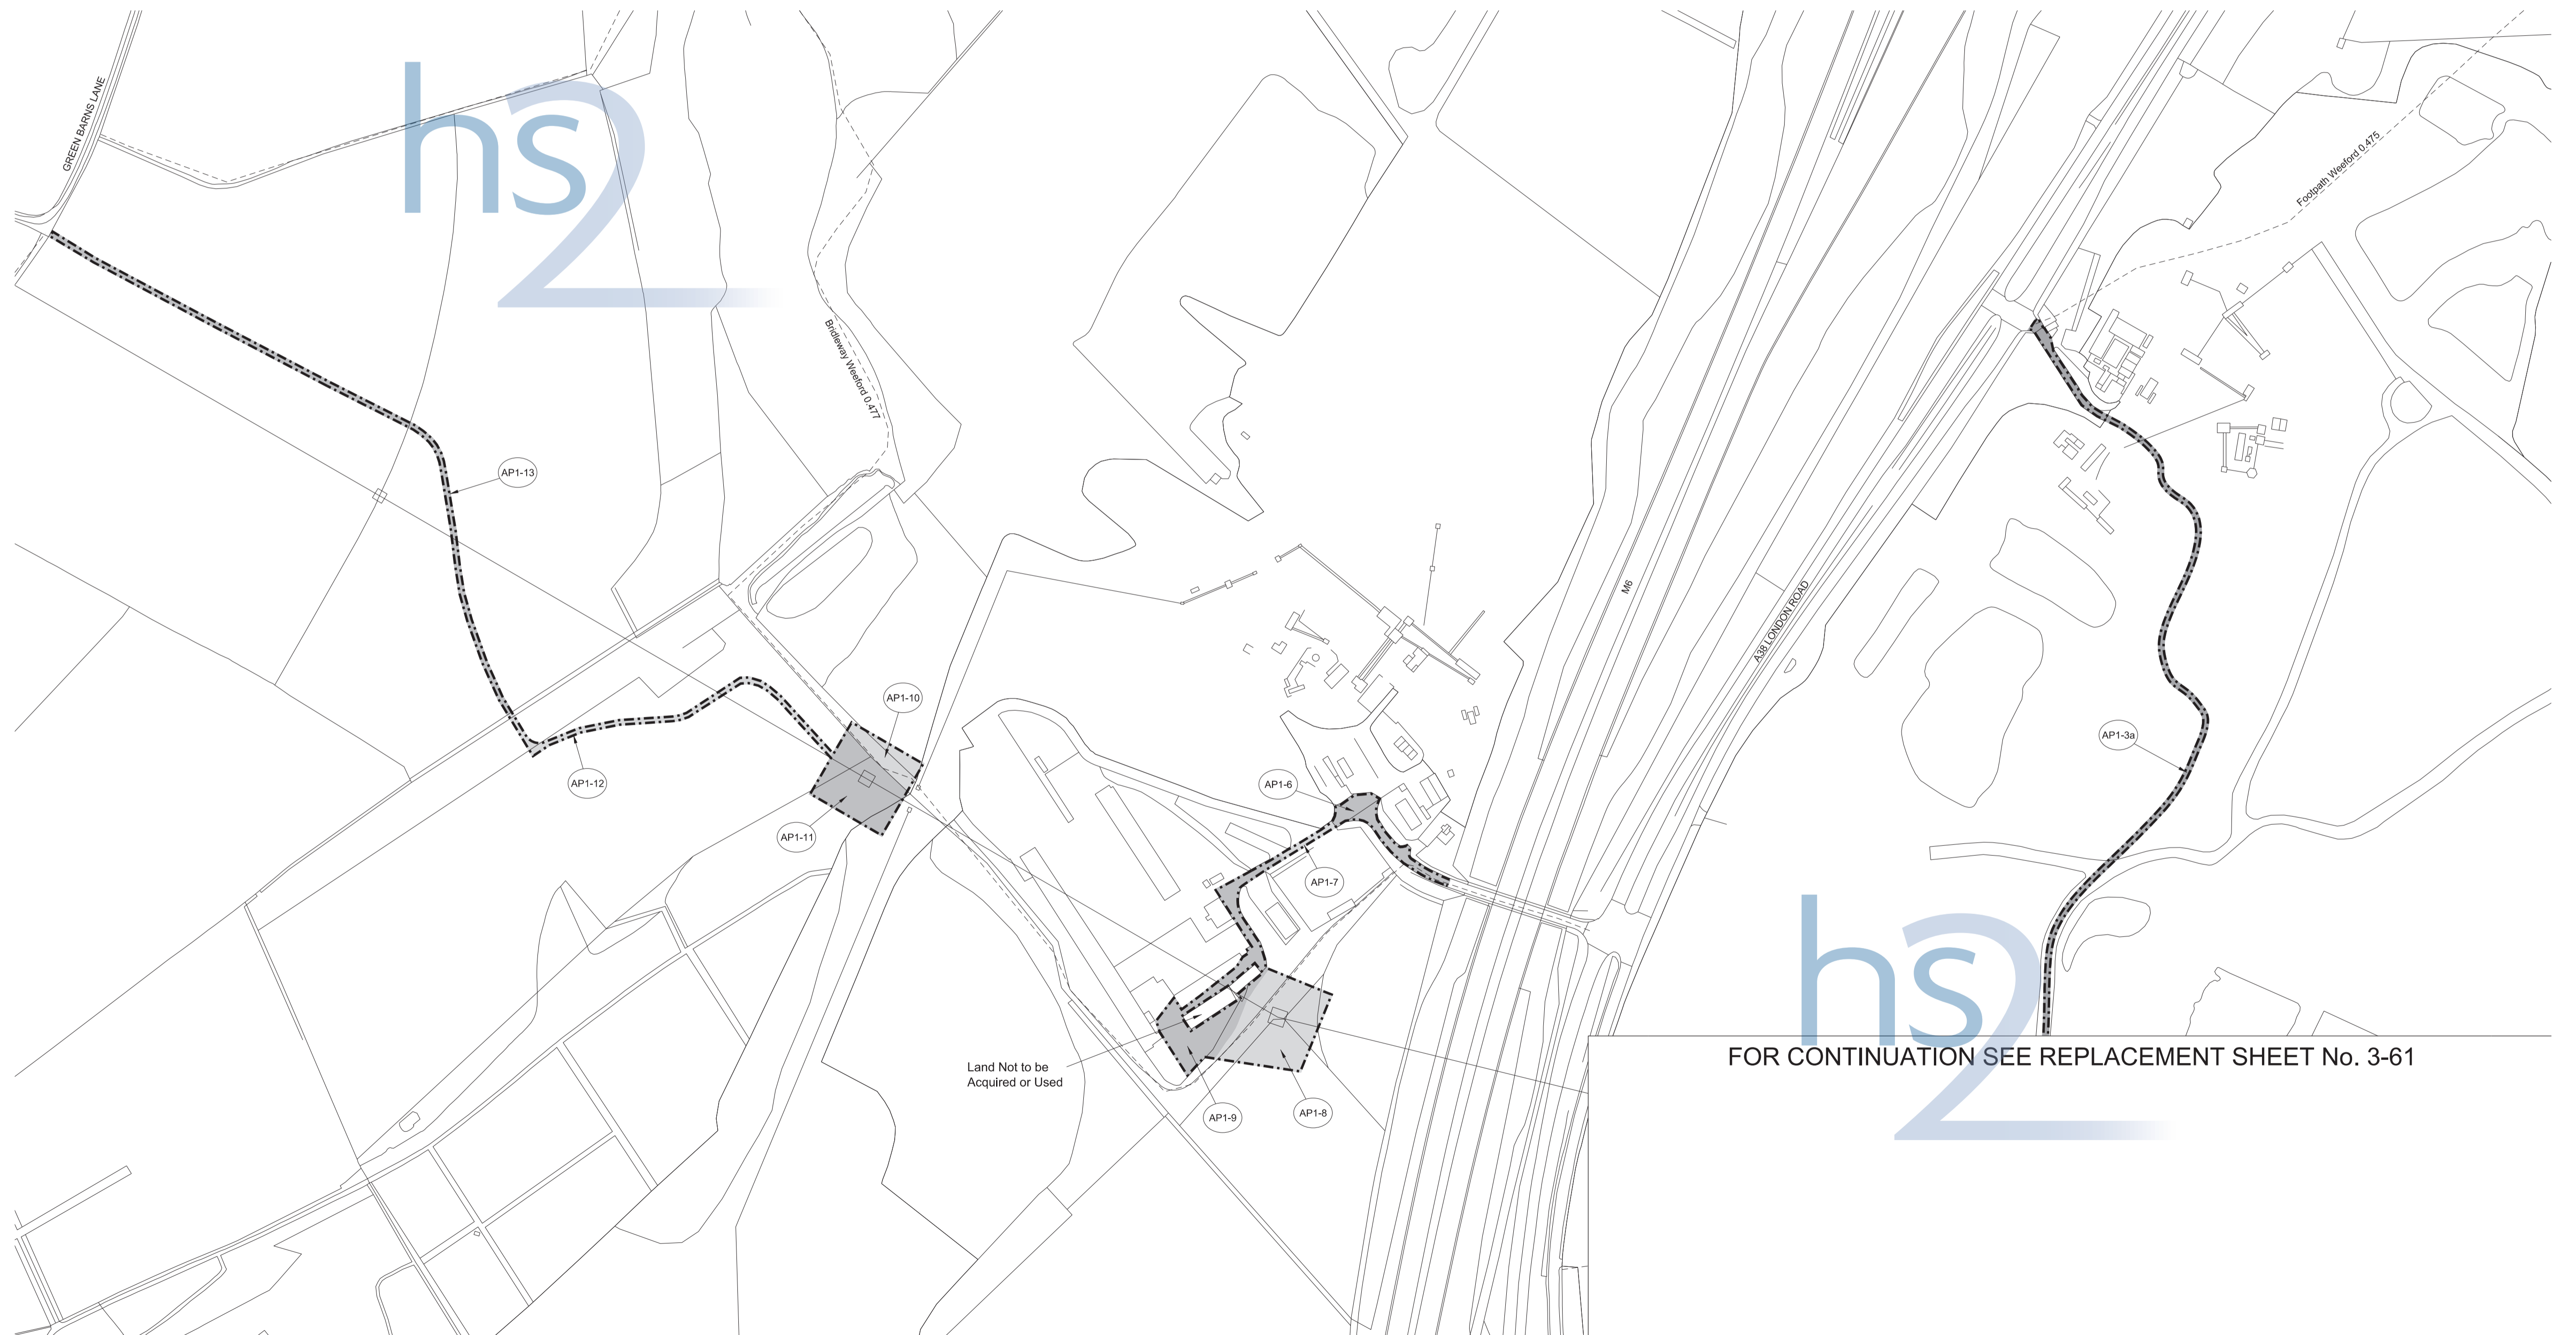 GREEN BARNS LANE
hs2
Footpath Weeford 0.475
Bridleway Weeford 0.477
AP1-13
M6
A38 LONDON ROAD
AP1-10
AP1-3a
AP1-12
AP1-6
AP1-11
AP1-7
hs2
FOR CONTINUATION SEE REPLACEMENT SHEET No. 3-61
Land Not to be
Acquired or Used
AP1-9
AP1-8